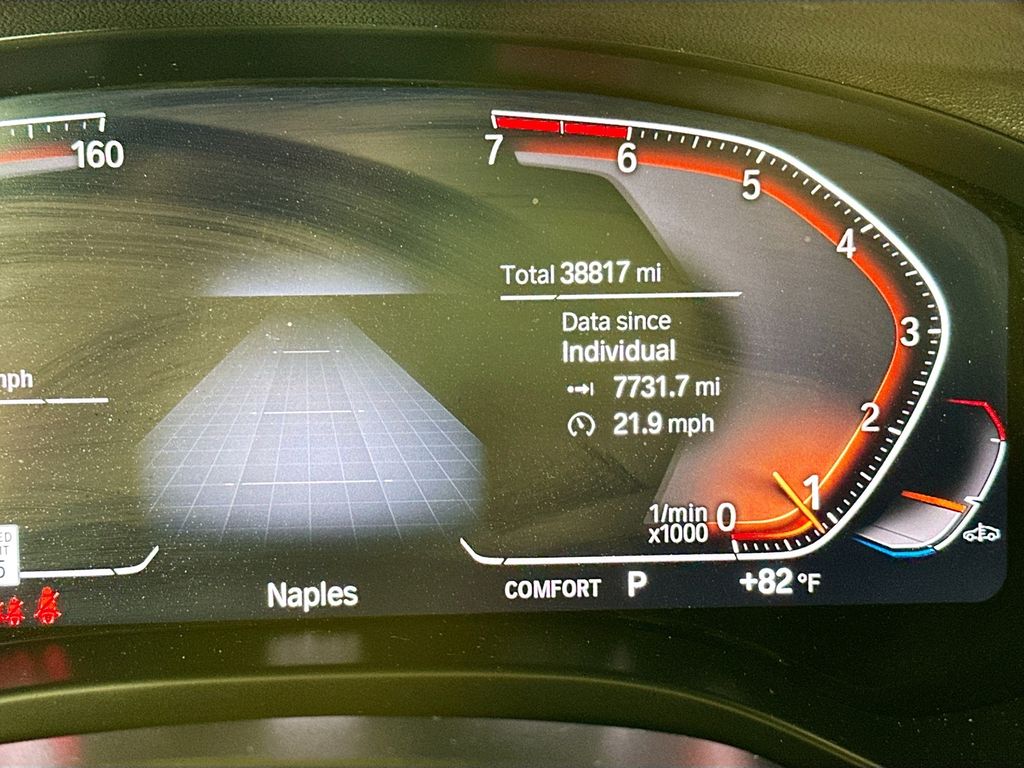 160
7
6
5
4
3
2
1
0
Total 38817 mi
Data since
Individual
7731.7 mi
21.9 mph
mph
1/min
x1000
Naples
COMFORT P +82 °F